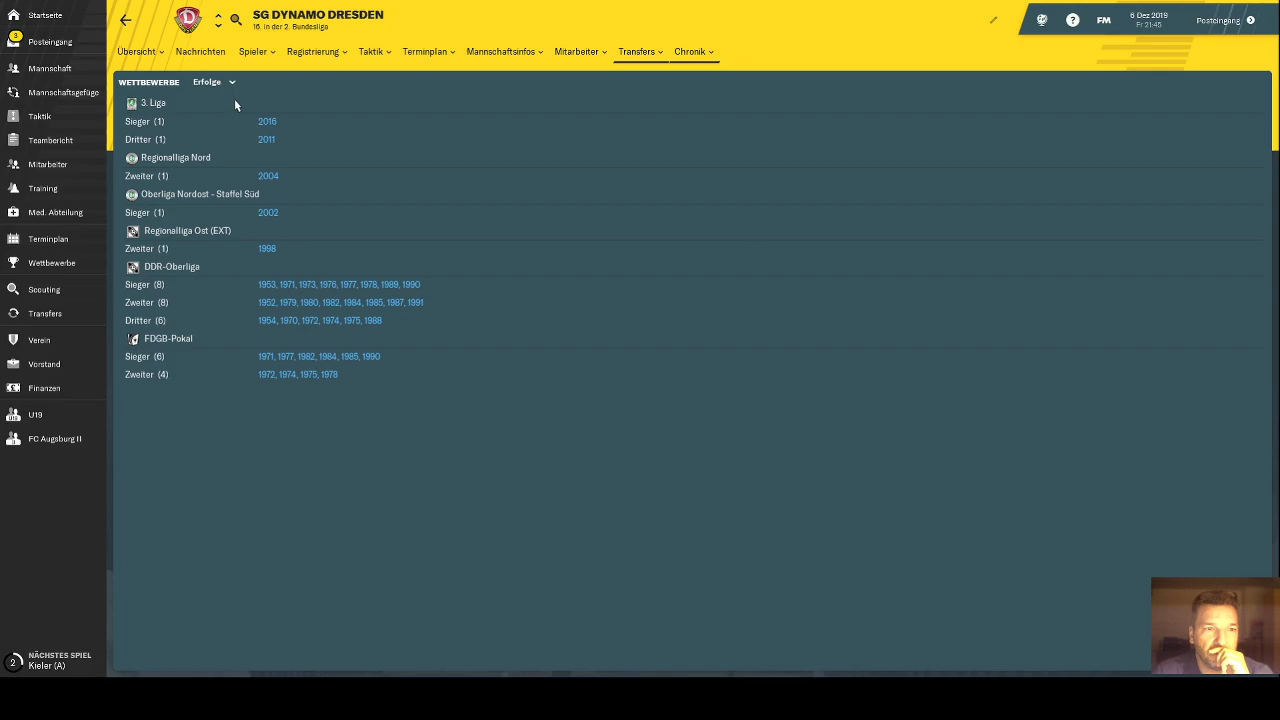 Startseite
3
Posteingang
Mannschaft
Mannschaftsgefüge
Taktik
Teambericht
Mitarbeiter
Training
Med. Abteilung
Terminplan
Wettbewerbe
Scouting
Transfers
Verein
Vorstand
Finanzen
U19
FC Augsburg II
2
NÄCHSTES SPIEL
Kieler (A)
SG DYNAMO DRESDEN
16. in der 2. Bundesliga
? FM
6 Dez 2019
Fr 21:45
Posteingang
Übersicht Nachrichten Spieler Registrierung Taktik Terminplan Mannschaftsinfos Mitarbeiter Transfers Chronik
WETTBEWERBE Erfolge
3. Liga
Sieger (1) 2016
Dritter (1) 2011
Regionalliga Nord
Zweiter (1) 2004
Oberliga Nordost - Staffel Süd
Sieger (1) 2002
Regionalliga Ost (EXT)
Zweiter (1) 1998
DDR-Oberliga
Sieger (8) 1953, 1971, 1973, 1976, 1977, 1978, 1989, 1990
Zweiter (8) 1952, 1979, 1980, 1982, 1984, 1985, 1987, 1991
Dritter (6) 1954, 1970, 1972, 1974, 1975, 1988
FDGB-Pokal
Sieger (6) 1971, 1977, 1982, 1984, 1985, 1990
Zweiter (4) 1972, 1974, 1975, 1978